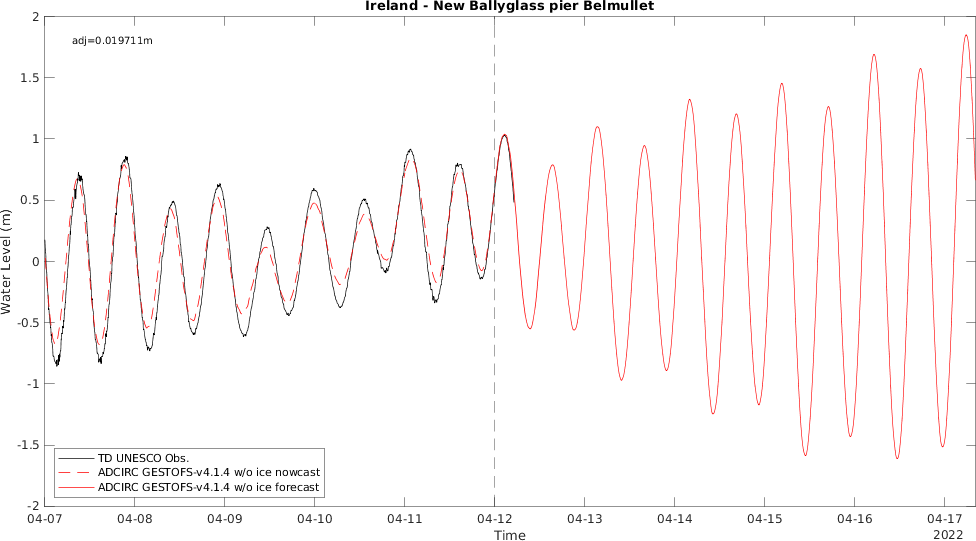 Ireland - New Ballyglass pier Belmullet
adj=0.019711m
2
1.5
1
0.5
0
-0.5
-1
-1.5
-2
Water Level (m)
TD UNESCO Obs.
ADCIRC GESTOFS-v4.1.4 w/o ice nowcast
ADCIRC GESTOFS-v4.1.4 w/o ice forecast
04-07 04-08 04-09 04-10 04-11 04-12 04-13 04-14 04-15 04-16 04-17
Time
2022